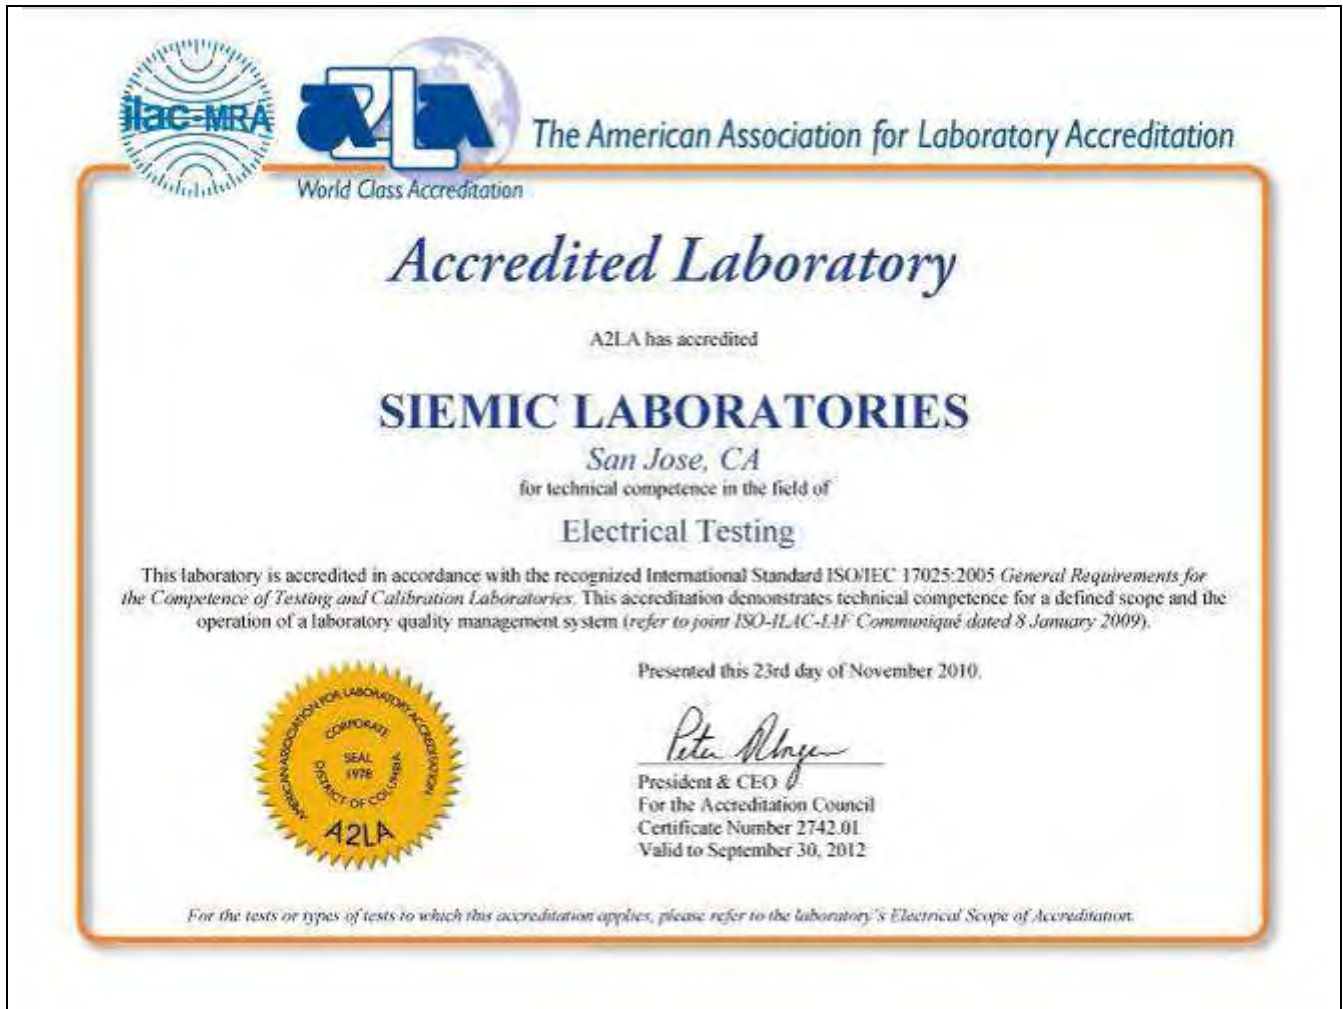 ilac-MRA
A2LA
The American Association for Laboratory Accreditation
World Class Accreditation
Accredited Laboratory
A2LA has accredited
SIEMIC LABORATORIES
San Jose, CA
for technical competence in the field of
Electrical Testing
This laboratory is accredited in accordance with the recognized International Standard ISO/IEC 17025:2005 General Requirements for
the Competence of Testing and Calibration Laboratories. This accreditation demonstrates technical competence for a defined scope and the
operation of a laboratory quality management system (refer to joint ISO-ILAC-IAF Communiqué dated 8 January 2009).
Presented this 23rd day of November 2010.
President & CEO
For the Accreditation Council
Certificate Number 2742.01
Valid to September 30, 2012
AMERICAN ASSOCIATION FOR LABORATORY ACCREDITATION
CORPORATE
SEAL
1978
DISTRICT OF COLUMBIA
A2LA
For the tests or types of tests to which this accreditation applies, please refer to the laboratory's Electrical Scope of Accreditation.